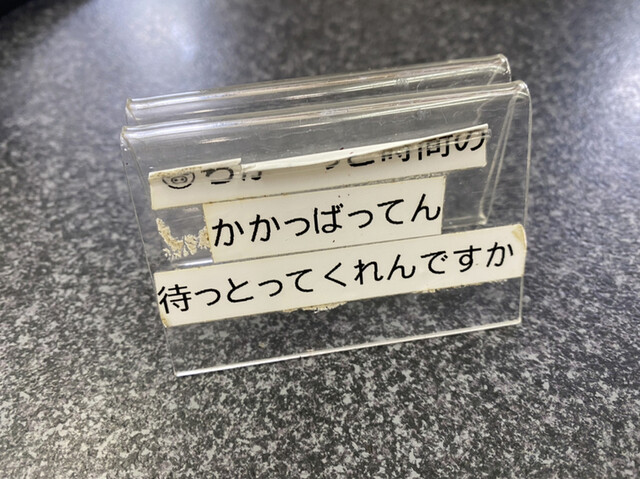 と時間の
かかっばってん
待っとってくれんですか